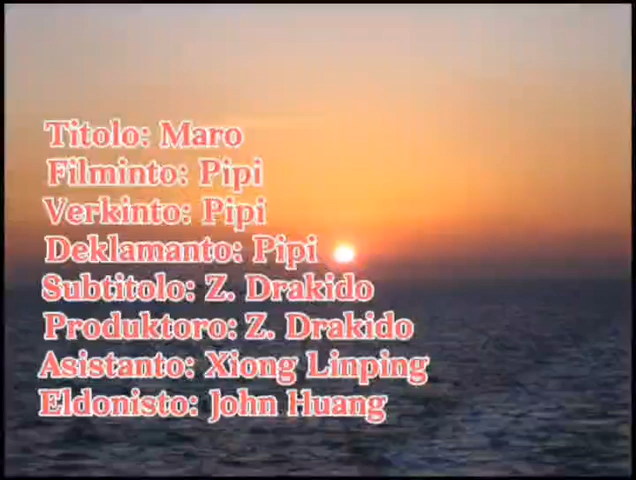 Titolo: Maro
Filminto: Pipi
Verkinto: Pipi
Deklamanto: Pipi
Subtitolo: Z. Drakido
Produktoro: Z. Drakido
Asistanto: Xiong Linping
Eldonisto: John Huang